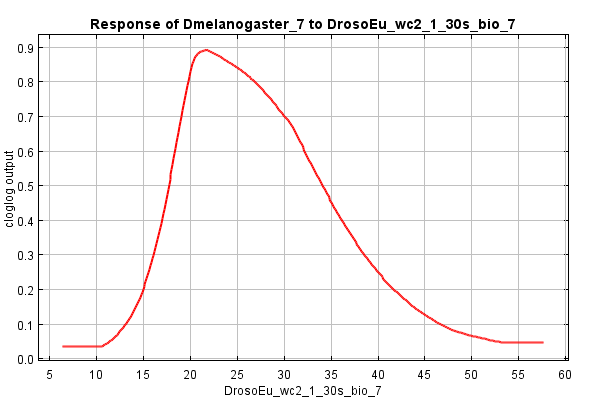 Response of Dmelanogaster_7 to DrosoEu_wc2_1_30s_bio_7
0.9
0.8
0.7
0.6
0.5
0.4
0.3
0.2
0.1
0.0
cloglog output
5 10 15 20 25 30 35 40 45 50 55 60
DrosoEu_wc2_1_30s_bio_7